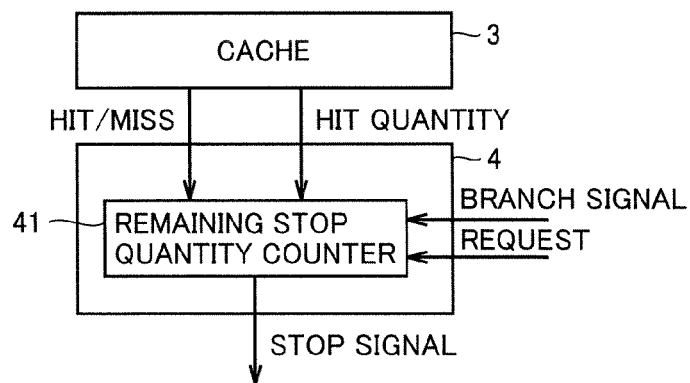 CACHE
3
HIT/MISS
HIT QUANTITY
4
41
REMAINING STOP
QUANTITY COUNTER
BRANCH SIGNAL
REQUEST
STOP SIGNAL